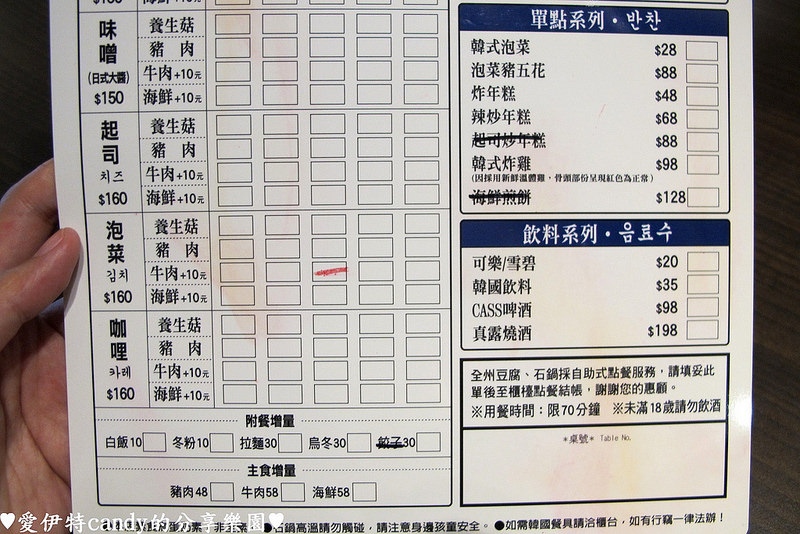 $160
海鮮+10元
味噌
(日式大醬)
$150
養生菇
豬肉
牛肉+10元
海鮮+10元
起司
치즈
$160
養生菇
豬肉
牛肉+10元
海鮮+10元
泡菜
김치
$160
養生菇
豬肉
牛肉+10元
海鮮+10元
咖哩
카레
$160
養生菇
豬肉
牛肉+10元
海鮮+10元
附餐增量
白飯10 冬粉10 拉麵30 烏冬30 餃子30
主食增量
豬肉48 牛肉58 海鮮58
單點系列・반찬
韓式泡菜 $28
泡菜豬五花 $88
炸年糕 $48
辣炒年糕 $68
起司炒年糕 $88
韓式炸雞 $98
(因採用新鮮溫體雞,骨頭部份呈現紅色為正常)
海鮮煎餅 $128
飲料系列・음료수
可樂/雪碧 $20
韓國飲料 $35
CASS啤酒 $98
真露燒酒 $198
全州豆腐、石鍋採自助式點餐服務,請填妥此
單後至櫃檯點餐結帳,謝謝您的惠顧。
※用餐時間:限70分鐘 ※未滿18歲請勿飲酒
*桌號* Table No.
●石鍋高溫請勿觸碰,請注意身邊孩童安全。 ●如需韓國餐具請洽櫃台,如有行竊一律法辦!
♥愛伊特candy的分享樂園♥